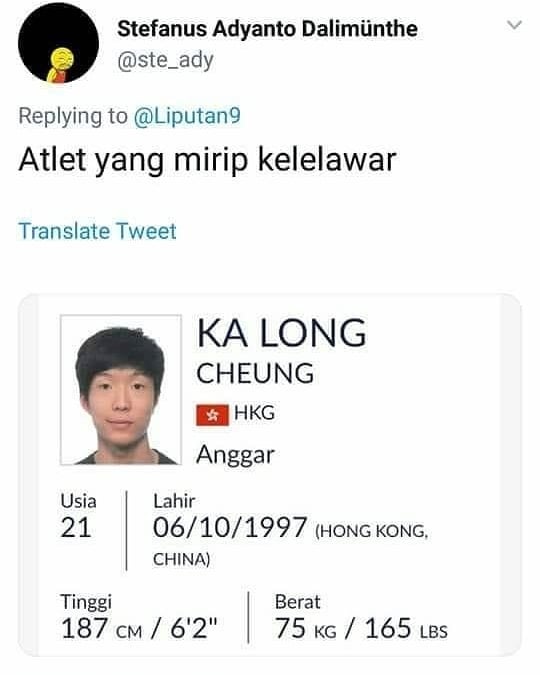 Stefanus Adyanto Dalimünthe
@ste_ady
Replying to @Liputan9
Atlet yang mirip kelelawar
Translate Tweet
KA LONG
CHEUNG
HKG
Anggar
Usia
21
Lahir
06/10/1997 (HONG KONG,
CHINA)
Tinggi
187 CM / 6'2"
Berat
75 KG / 165 LBS